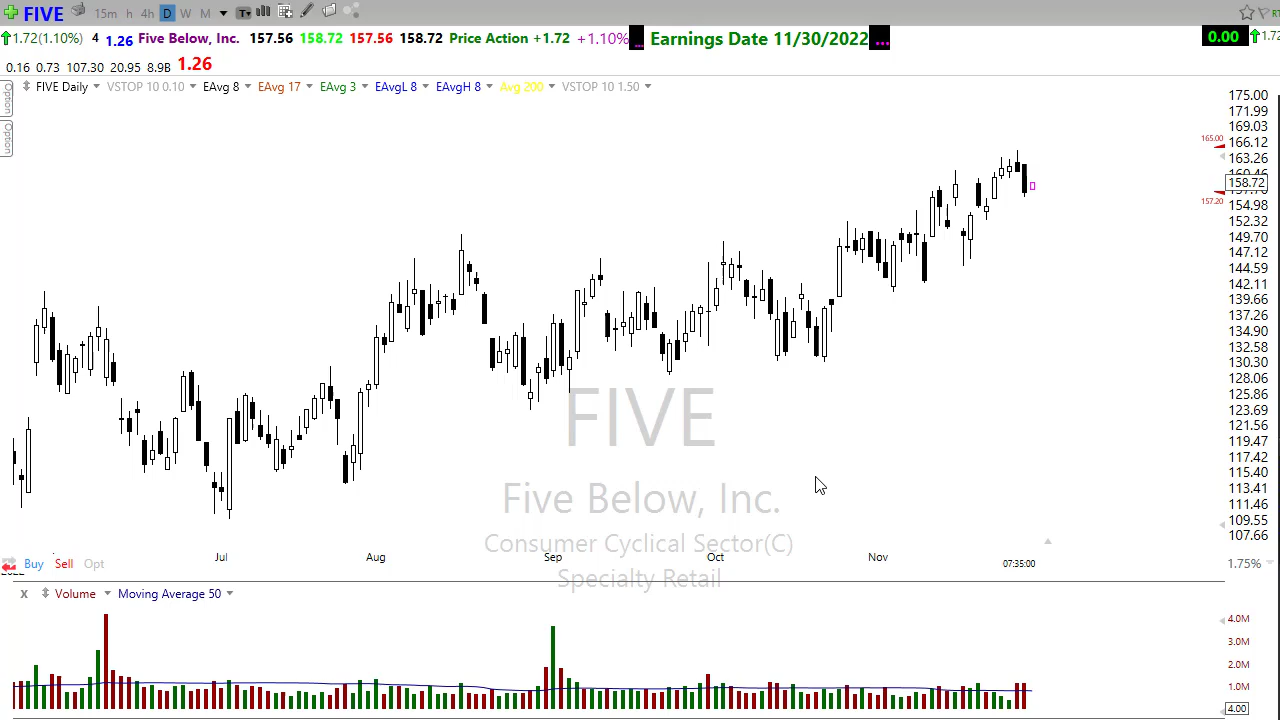 FIVE 15m h 4h D W M T
1.72(1.10%) 4 1.26 Five Below, Inc. 157.56 158.72 157.56 158.72 Price Action +1.72 +1.10% ... Earnings Date 11/30/2022 ... 0.00 1.72
0.16 0.73 107.30 20.95 8.9B 1.26
FIVE Daily VSTOP 10 0.10 EAvg 8 EAvg 17 EAvg 3 EAvgL 8 EAvgH 8 Avg 200 VSTOP 10 1.50
Option
Option
175.00
171.99
169.03
165.00
166.12
163.26
158.72
157.20
154.98
152.32
149.70
147.12
144.59
142.11
139.66
137.26
134.90
132.58
130.30
128.06
125.86
123.69
121.56
119.47
117.42
115.40
113.41
111.46
109.55
107.66
FIVE
Five Below, Inc.
Consumer Cyclical Sector(C)
Specialty Retail
Jul Aug Sep Oct Nov
Buy Sell Opt 07:35:00 1.75%
X Volume Moving Average 50
4.0M
3.0M
2.0M
1.0M
4.00